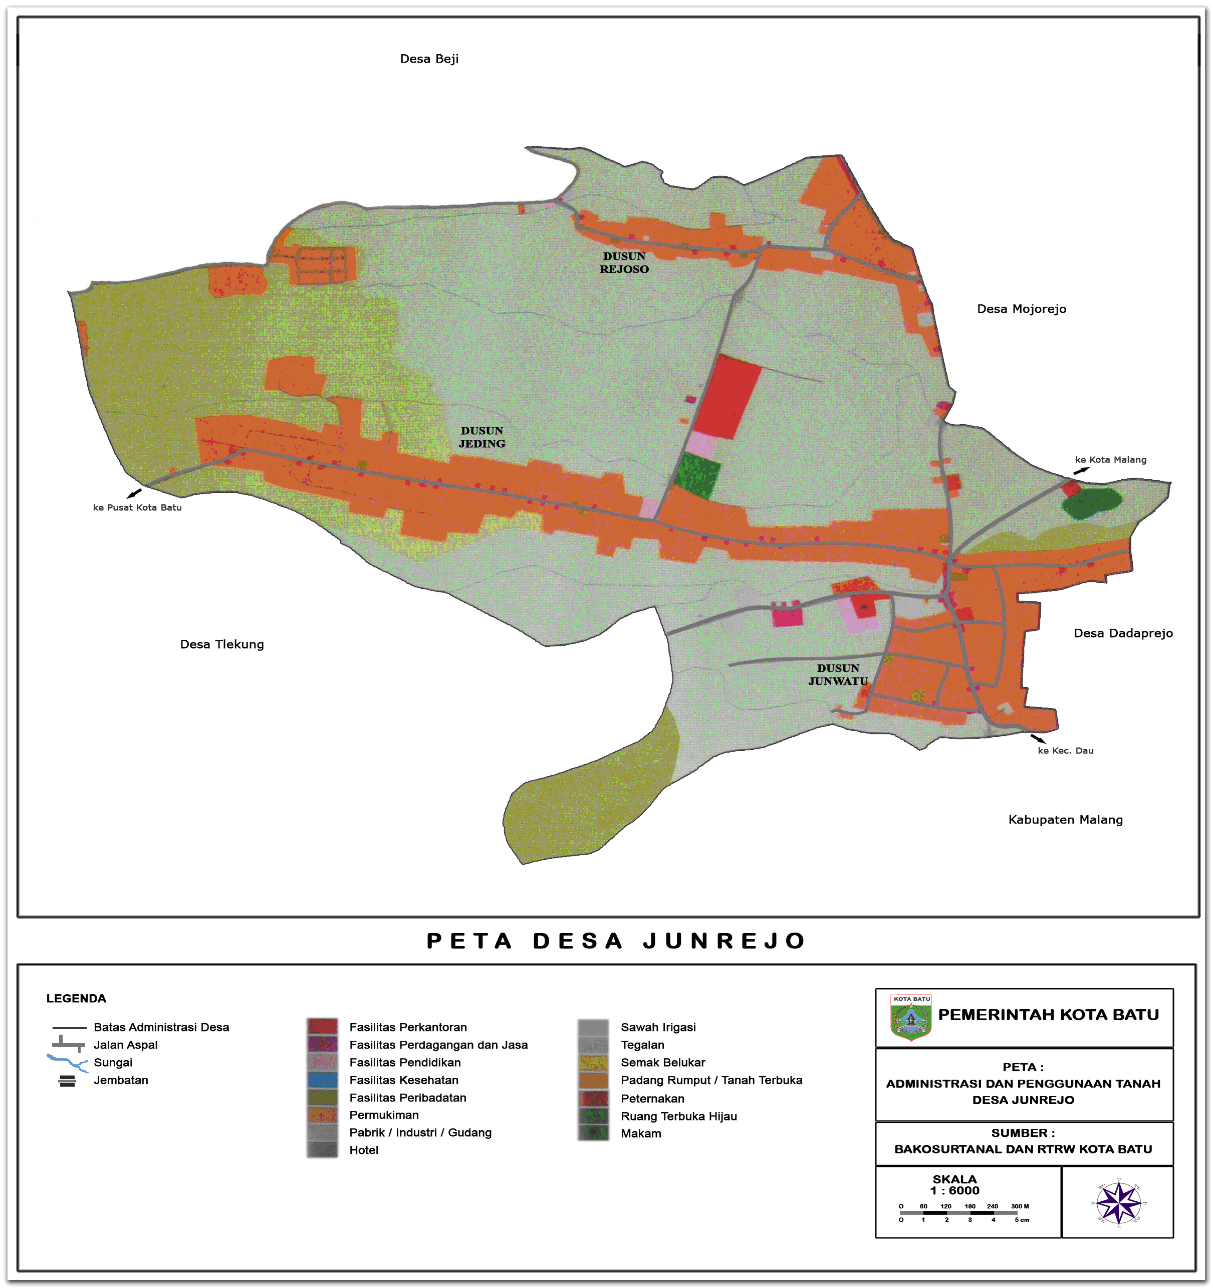 Desa Beji
DUSUN
REJOSO
Desa Mojorejo
DUSUN
JEDING
ke Kota Malang
ke Pusat Kota Batu
Desa Tlekung
Desa Dadaprejo
DUSUN
JUNWATU
ke Kec. Dau
Kabupaten Malang
PETA DESA JUNREJO
LEGENDA
Batas Administrasi Desa
Jalan Aspal
Sungai
Jembatan
Fasilitas Perkantoran
Fasilitas Perdagangan dan Jasa
Fasilitas Pendidikan
Fasilitas Kesehatan
Fasilitas Peribadatan
Permukiman
Pabrik / Industri / Gudang
Hotel
Sawah Irigasi
Tegalan
Semak Belukar
Padang Rumput / Tanah Terbuka
Peternakan
Ruang Terbuka Hijau
Makam
KOTA BATU
PEMERINTAH KOTA BATU
PETA :
ADMINISTRASI DAN PENGGUNAAN TANAH
DESA JUNREJO
SUMBER :
BAKOSURTANAL DAN RTRW KOTA BATU
SKALA
1 : 6000
0 60 120 180 240 300 M
0 1 2 3 4 5 cm